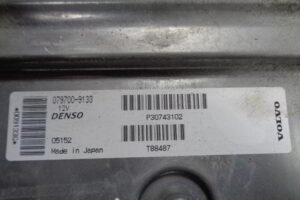 079700-9133
12V
DENSO
05152
Made in Japan
P30743102
T88487
VOLVO